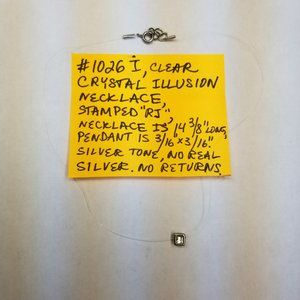 #1026 I, CLEAR
CRYSTAL ILLUSION
NECKLACE,
STAMPED "RJ"
NECKLACE IS 14 3/8" LONG,
PENDANT IS 3/16 x 3/16".
SILVER TONE, NO REAL
SILVER. NO RETURNS.